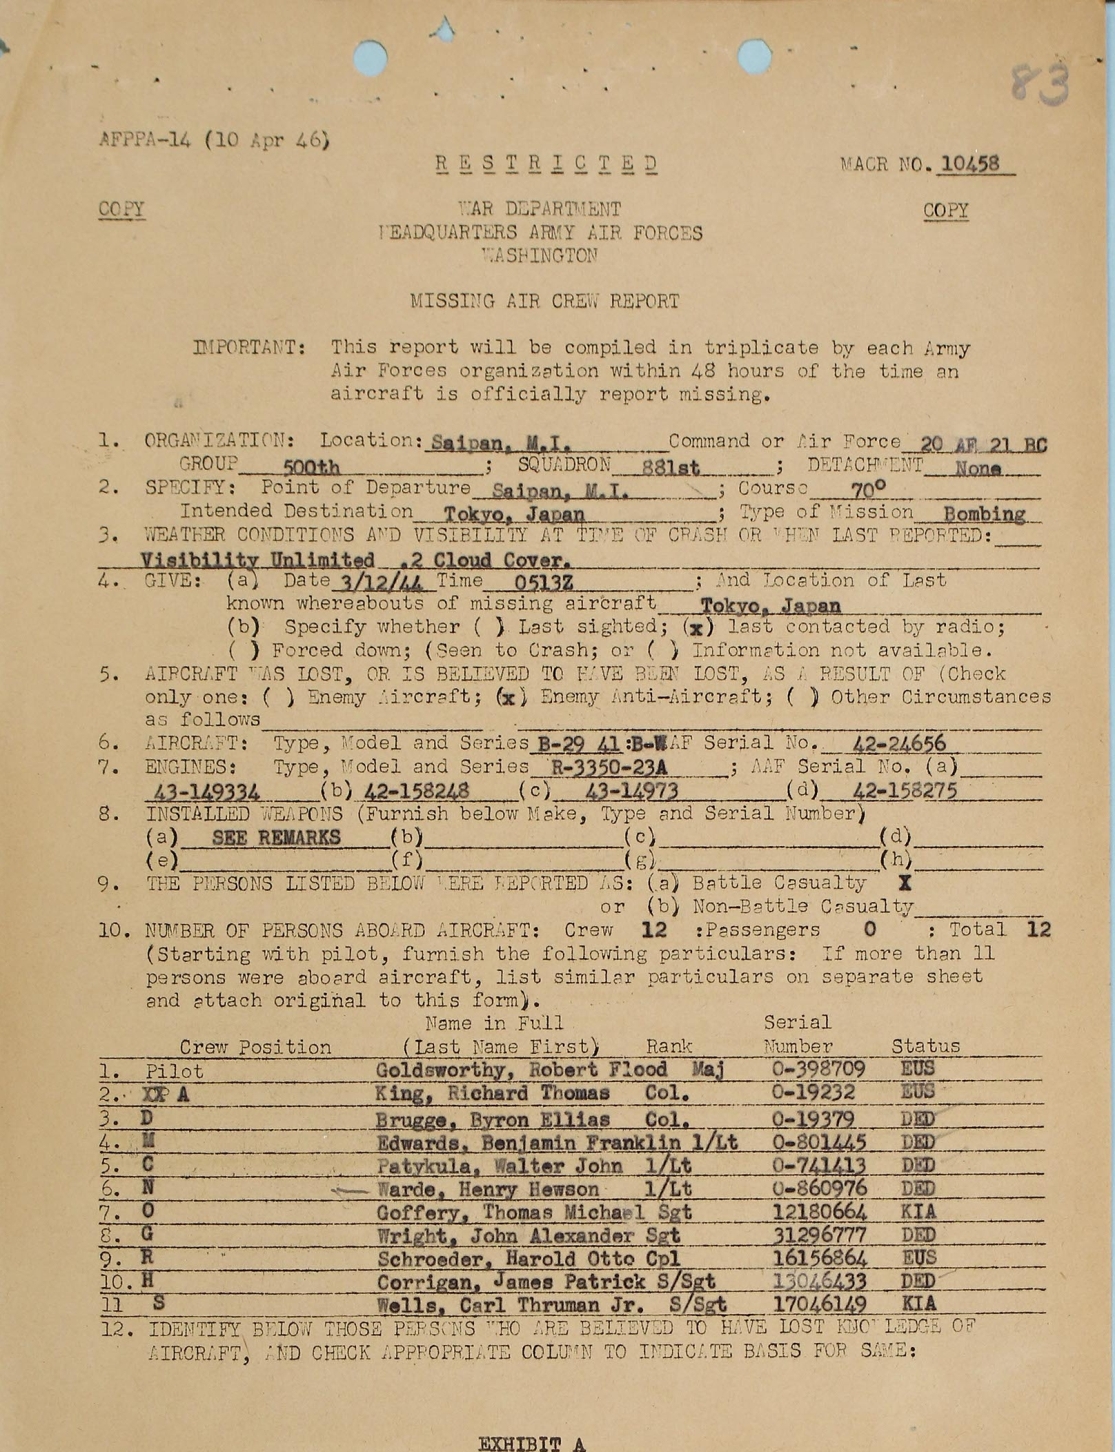 83
AFPPA-14 (10 Apr 46)
R E S T R I C T E D
MACR NO. 10458
COPY
WAR DEPARTMENT
COPY
HEADQUARTERS ARMY AIR FORCES
WASHINGTON
MISSING AIR CREW REPORT
IMPORTANT: This report will be compiled in triplicate by each Army
Air Forces organization within 48 hours of the time an
aircraft is officially report missing.
1. ORGANIZATION: Location: Saipan, M.I. Command or Air Force 20 AF 21 BC
GROUP 500th ; SQUADRON 881st ; DETACHMENT None
2. SPECIFY: Point of Departure Saipan, M.I. ; Course 70°
Intended Destination Tokyo, Japan ; Type of Mission Bombing
3. WEATHER CONDITIONS AND VISIBILITY AT TIME OF CRASH OR WHEN LAST REPORTED:
Visibility Unlimited .2 Cloud Cover.
4. GIVE: (a) Date 3/12/44 Time 0513Z ; And Location of Last
known whereabouts of missing aircraft Tokyo, Japan
(b) Specify whether ( ) Last sighted; (x) last contacted by radio;
( ) Forced down; (Seen to Crash; or ( ) Information not available.
5. AIRCRAFT WAS LOST, OR IS BELIEVED TO HAVE BEEN LOST, AS A RESULT OF (Check
only one: ( ) Enemy Aircraft; (x) Enemy Anti-Aircraft; ( ) Other Circumstances
as follows
6. AIRCRAFT: Type, Model and Series B-29 41:B-WAF Serial No. 42-24656
7. ENGINES: Type, Model and Series R-3350-23A ; AAF Serial No. (a)
43-149334 (b) 42-158248 (c) 43-14973 (d) 42-158275
8. INSTALLED WEAPONS (Furnish below Make, Type and Serial Number)
(a) SEE REMARKS (b) (c) (d)
(e) (f) (g) (h)
9. THE PERSONS LISTED BELOW WERE REPORTED AS: (a) Battle Casualty X
or (b) Non-Battle Casualty
10. NUMBER OF PERSONS ABOARD AIRCRAFT: Crew 12 :Passengers 0 : Total 12
(Starting with pilot, furnish the following particulars: If more than 11
persons were aboard aircraft, list similar particulars on separate sheet
and attach original to this form).
Name in Full Serial
Crew Position (Last Name First) Rank Number Status
1. Pilot Goldsworthy, Robert Flood Maj 0-398709 EUS
2. XXP A King, Richard Thomas Col. 0-19232 EUS
3. D Brugge, Byron Ellias Col. 0-19379 DED
4. M Edwards, Benjamin Franklin 1/Lt 0-801445 DED
5. C Patykula, Walter John 1/Lt 0-741413 DED
6. N Warde, Henry Hewson 1/Lt 0-860976 DED
7. O Goffery, Thomas Michael Sgt 12180664 KIA
8. G Wright, John Alexander Sgt 31296777 DED
9. R Schroeder, Harold Otto Cpl 16156864 EUS
10. H Corrigan, James Patrick S/Sgt 13046433 DED
11 S Wells, Carl Thruman Jr. S/Sgt 17046149 KIA
12. IDENTIFY BELOW THOSE PERSONS WHO ARE BELIEVED TO HAVE LOST KNOWLEDGE OF
AIRCRAFT, AND CHECK APPROPRIATE COLUMN TO INDICATE BASIS FOR SAME:
EXHIBIT A